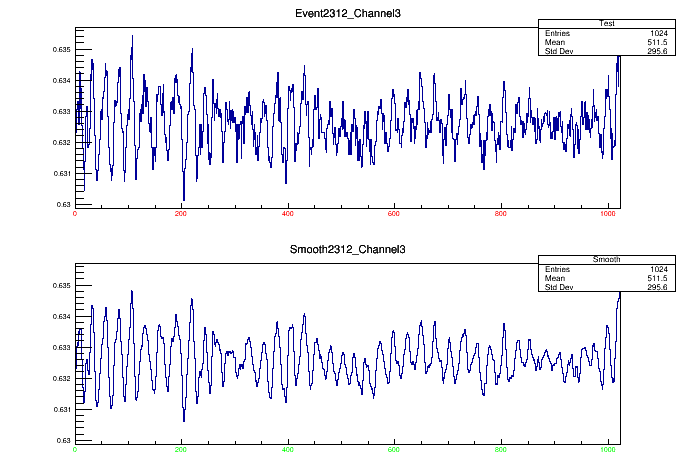 Event2312_Channel3
Test
Entries 1024
Mean 511.5
Std Dev 295.6
0.635
0.634
0.633
0.632
0.631
0.63
0 200 400 600 800 1000
Smooth2312_Channel3
Smooth
Entries 1024
Mean 511.5
Std Dev 295.6
0.635
0.634
0.633
0.632
0.631
0.63
0 200 400 600 800 1000